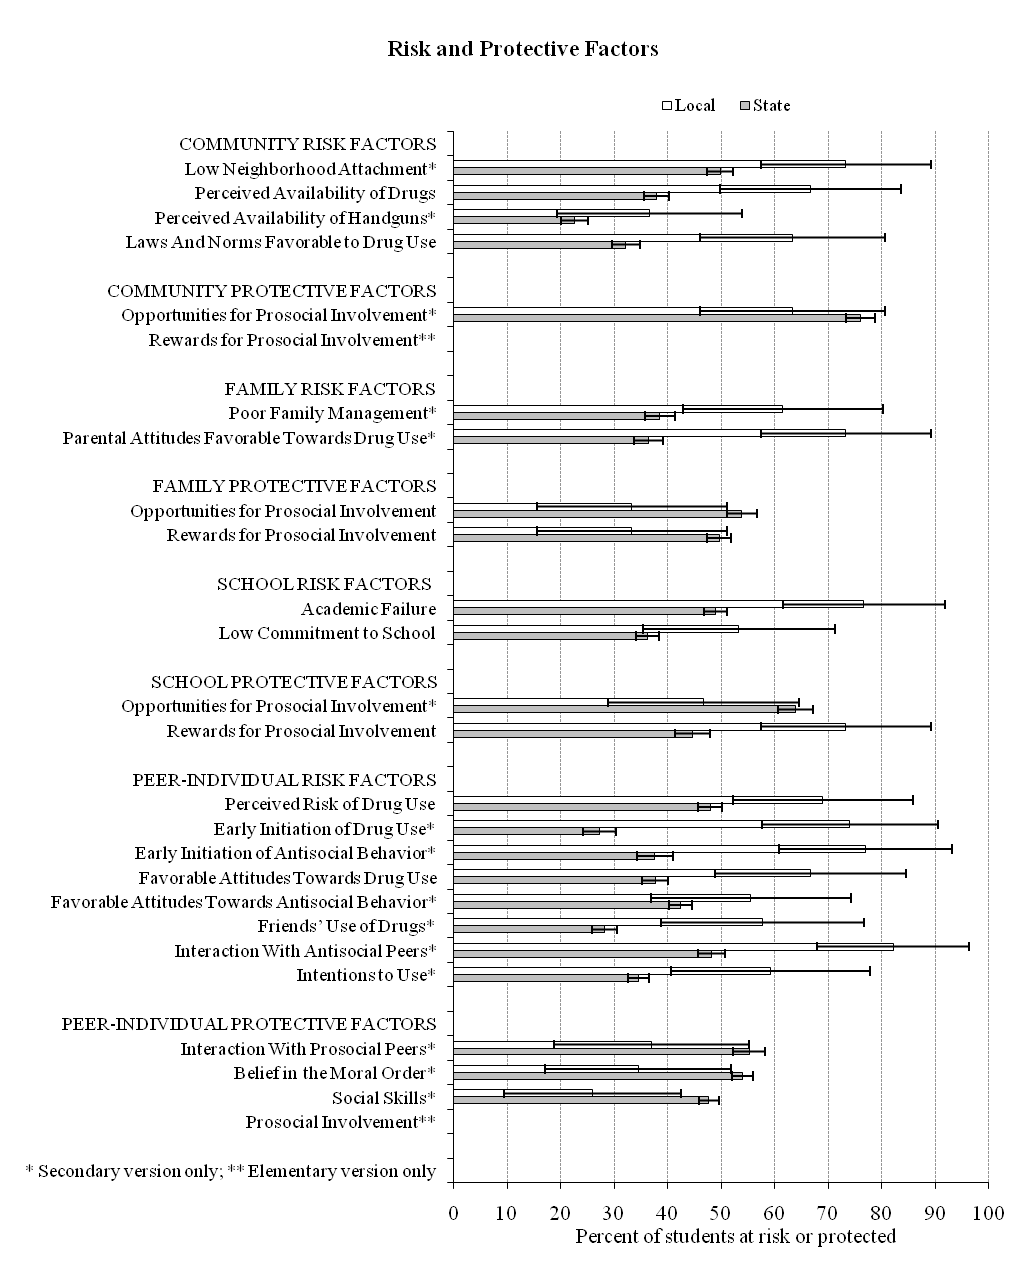 Risk and Protective Factors
Local State
COMMUNITY RISK FACTORS
Low Neighborhood Attachment*
Perceived Availability of Drugs
Perceived Availability of Handguns*
Laws And Norms Favorable to Drug Use
COMMUNITY PROTECTIVE FACTORS
Opportunities for Prosocial Involvement*
Rewards for Prosocial Involvement**
FAMILY RISK FACTORS
Poor Family Management*
Parental Attitudes Favorable Towards Drug Use*
FAMILY PROTECTIVE FACTORS
Opportunities for Prosocial Involvement
Rewards for Prosocial Involvement
SCHOOL RISK FACTORS
Academic Failure
Low Commitment to School
SCHOOL PROTECTIVE FACTORS
Opportunities for Prosocial Involvement*
Rewards for Prosocial Involvement
PEER-INDIVIDUAL RISK FACTORS
Perceived Risk of Drug Use
Early Initiation of Drug Use*
Early Initiation of Antisocial Behavior*
Favorable Attitudes Towards Drug Use
Favorable Attitudes Towards Antisocial Behavior*
Friends' Use of Drugs*
Interaction With Antisocial Peers*
Intentions to Use*
PEER-INDIVIDUAL PROTECTIVE FACTORS
Interaction With Prosocial Peers*
Belief in the Moral Order*
Social Skills*
Prosocial Involvement**
* Secondary version only; ** Elementary version only
0 10 20 30 40 50 60 70 80 90 100
Percent of students at risk or protected